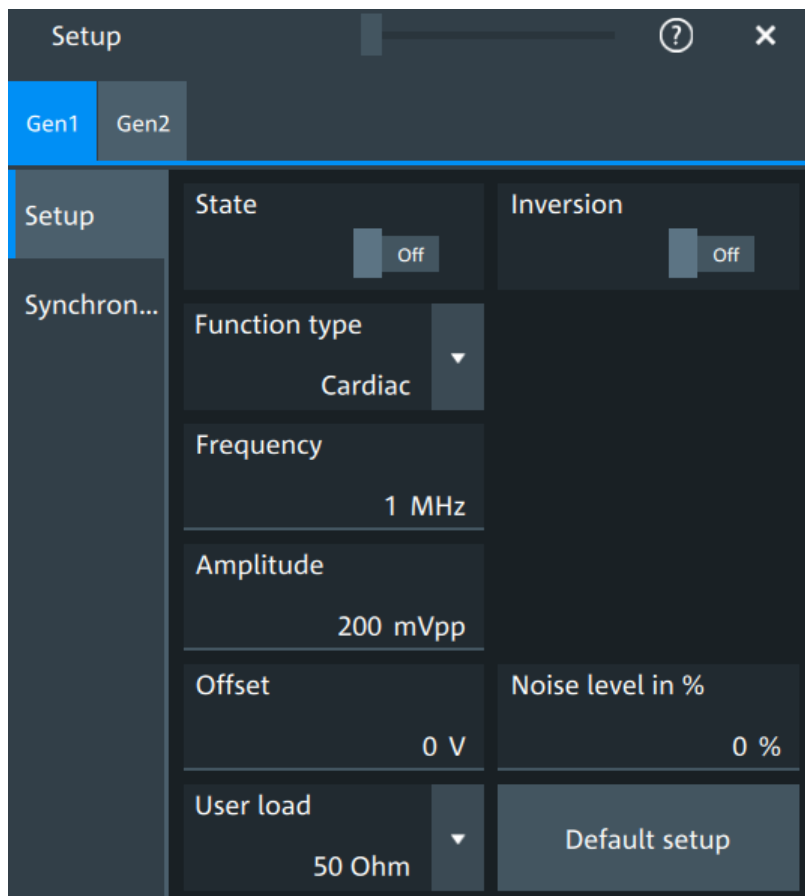 Setup ? ×
Gen1 Gen2
Setup
Synchron...
State
Off
Inversion
Off
Function type
Cardiac
Frequency
1 MHz
Amplitude
200 mVpp
Offset
0 V
Noise level in %
0 %
User load
50 Ohm
Default setup